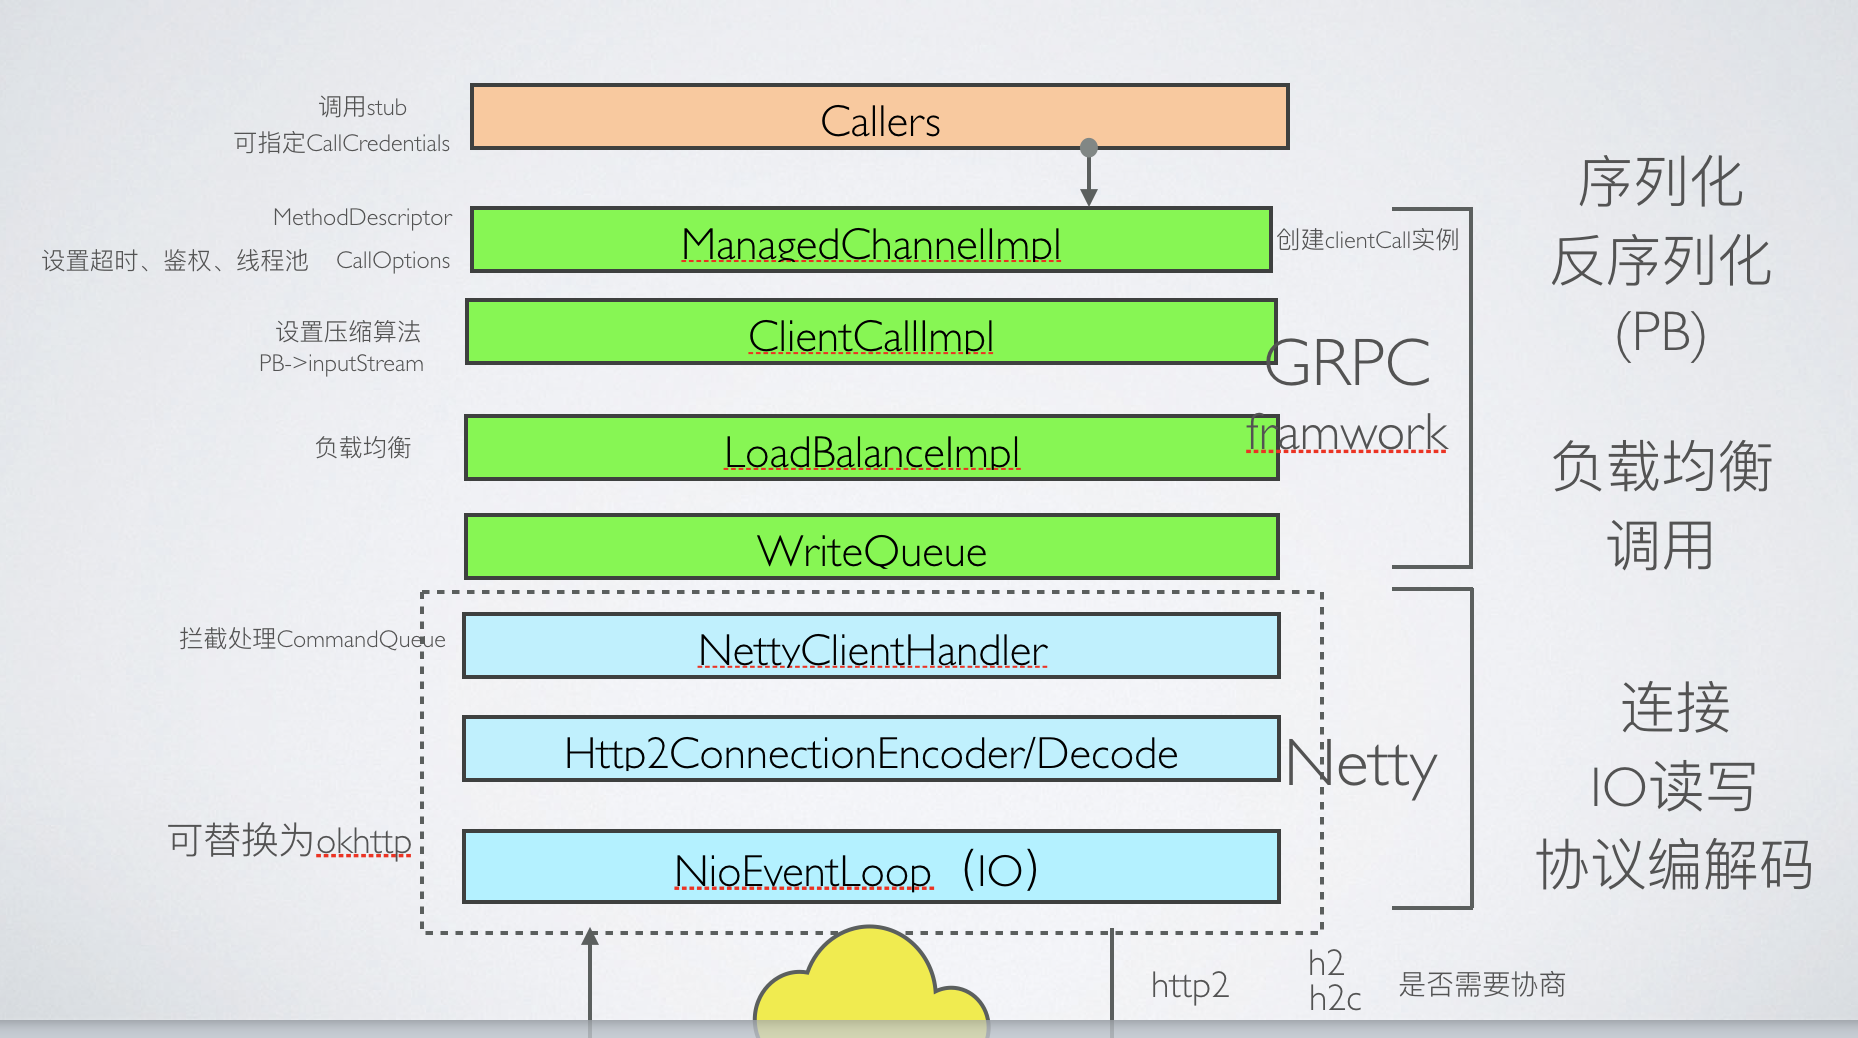 调用stub
可指定CallCredentials
Callers
MethodDescriptor
设置超时、鉴权、线程池 CallOptions
ManagedChannelImpl
创建clientCall实例
设置压缩算法
PB->inputStream
ClientCallImpl
GRPC
framwork
负载均衡
LoadBalanceImpl
WriteQueue
序列化
反序列化
(PB)
负载均衡
调用
拦截处理CommandQueue
NettyClientHandler
Http2ConnectionEncoder/Decode
Netty
可替换为okhttp
NioEventLoop（IO）
连接
IO读写
协议编解码
http2
h2
h2c
是否需要协商